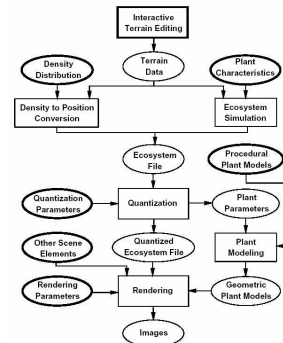 Interactive
Terrain Editing
Density
Distribution
Terrain
Data
Plant
Characteristics
Density to Position
Conversion
Ecosystem
Simulation
Ecosystem
File
Procedural
Plant Models
Quantization
Parameters
Quantization
Plant
Parameters
Other Scene
Elements
Quantized
Ecosystem File
Plant
Modeling
Rendering
Parameters
Rendering
Geometric
Plant Models
Images